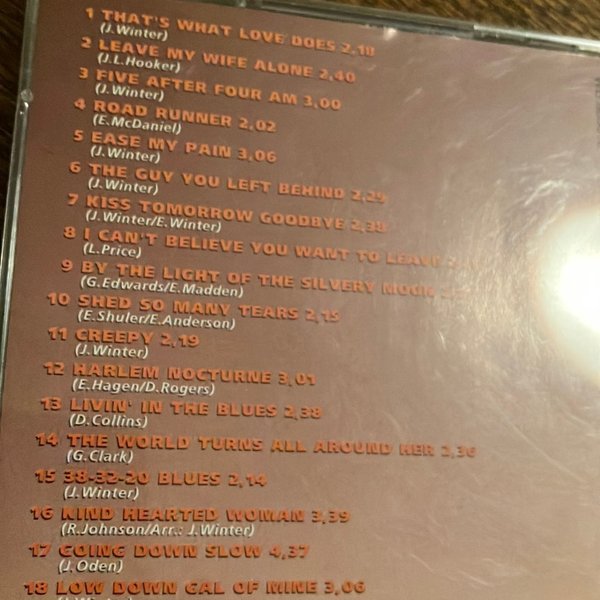 1 THAT'S WHAT LOVE DOES 2,18
(J.Winter)
2 LEAVE MY WIFE ALONE 2,40
(J.L.Hooker)
3 FIVE AFTER FOUR AM 3,00
(J.Winter)
4 ROAD RUNNER 2,02
(E.McDaniel)
5 EASE MY PAIN 3,06
(J.Winter)
6 THE GUY YOU LEFT BEHIND 2,29
(J.Winter)
7 KISS TOMORROW GOODBYE 2,38
(J.Winter/E.Winter)
8 I CAN'T BELIEVE YOU WANT TO LEAVE
(L.Price)
9 BY THE LIGHT OF THE SILVERY MOON
(G.Edwards/E.Madden)
10 SHED SO MANY TEARS 2,19
(E.Shuler/E.Anderson)
11 CREEPY 2,19
(J.Winter)
12 HARLEM NOCTURNE 3,01
(E.Hagen/D.Rogers)
13 LIVIN' IN THE BLUES 2,38
(D.Collins)
14 THE WORLD TURNS ALL AROUND HER 2,36
(G.Clark)
15 38-32-20 BLUES 2,14
(J.Winter)
16 KIND HEARTED WOMAN 3,39
(R.Johnson/Arr.: J.Winter)
17 GOING DOWN SLOW 4,37
(J.Oden)
18 LOW DOWN GAL OF MINE 3,06